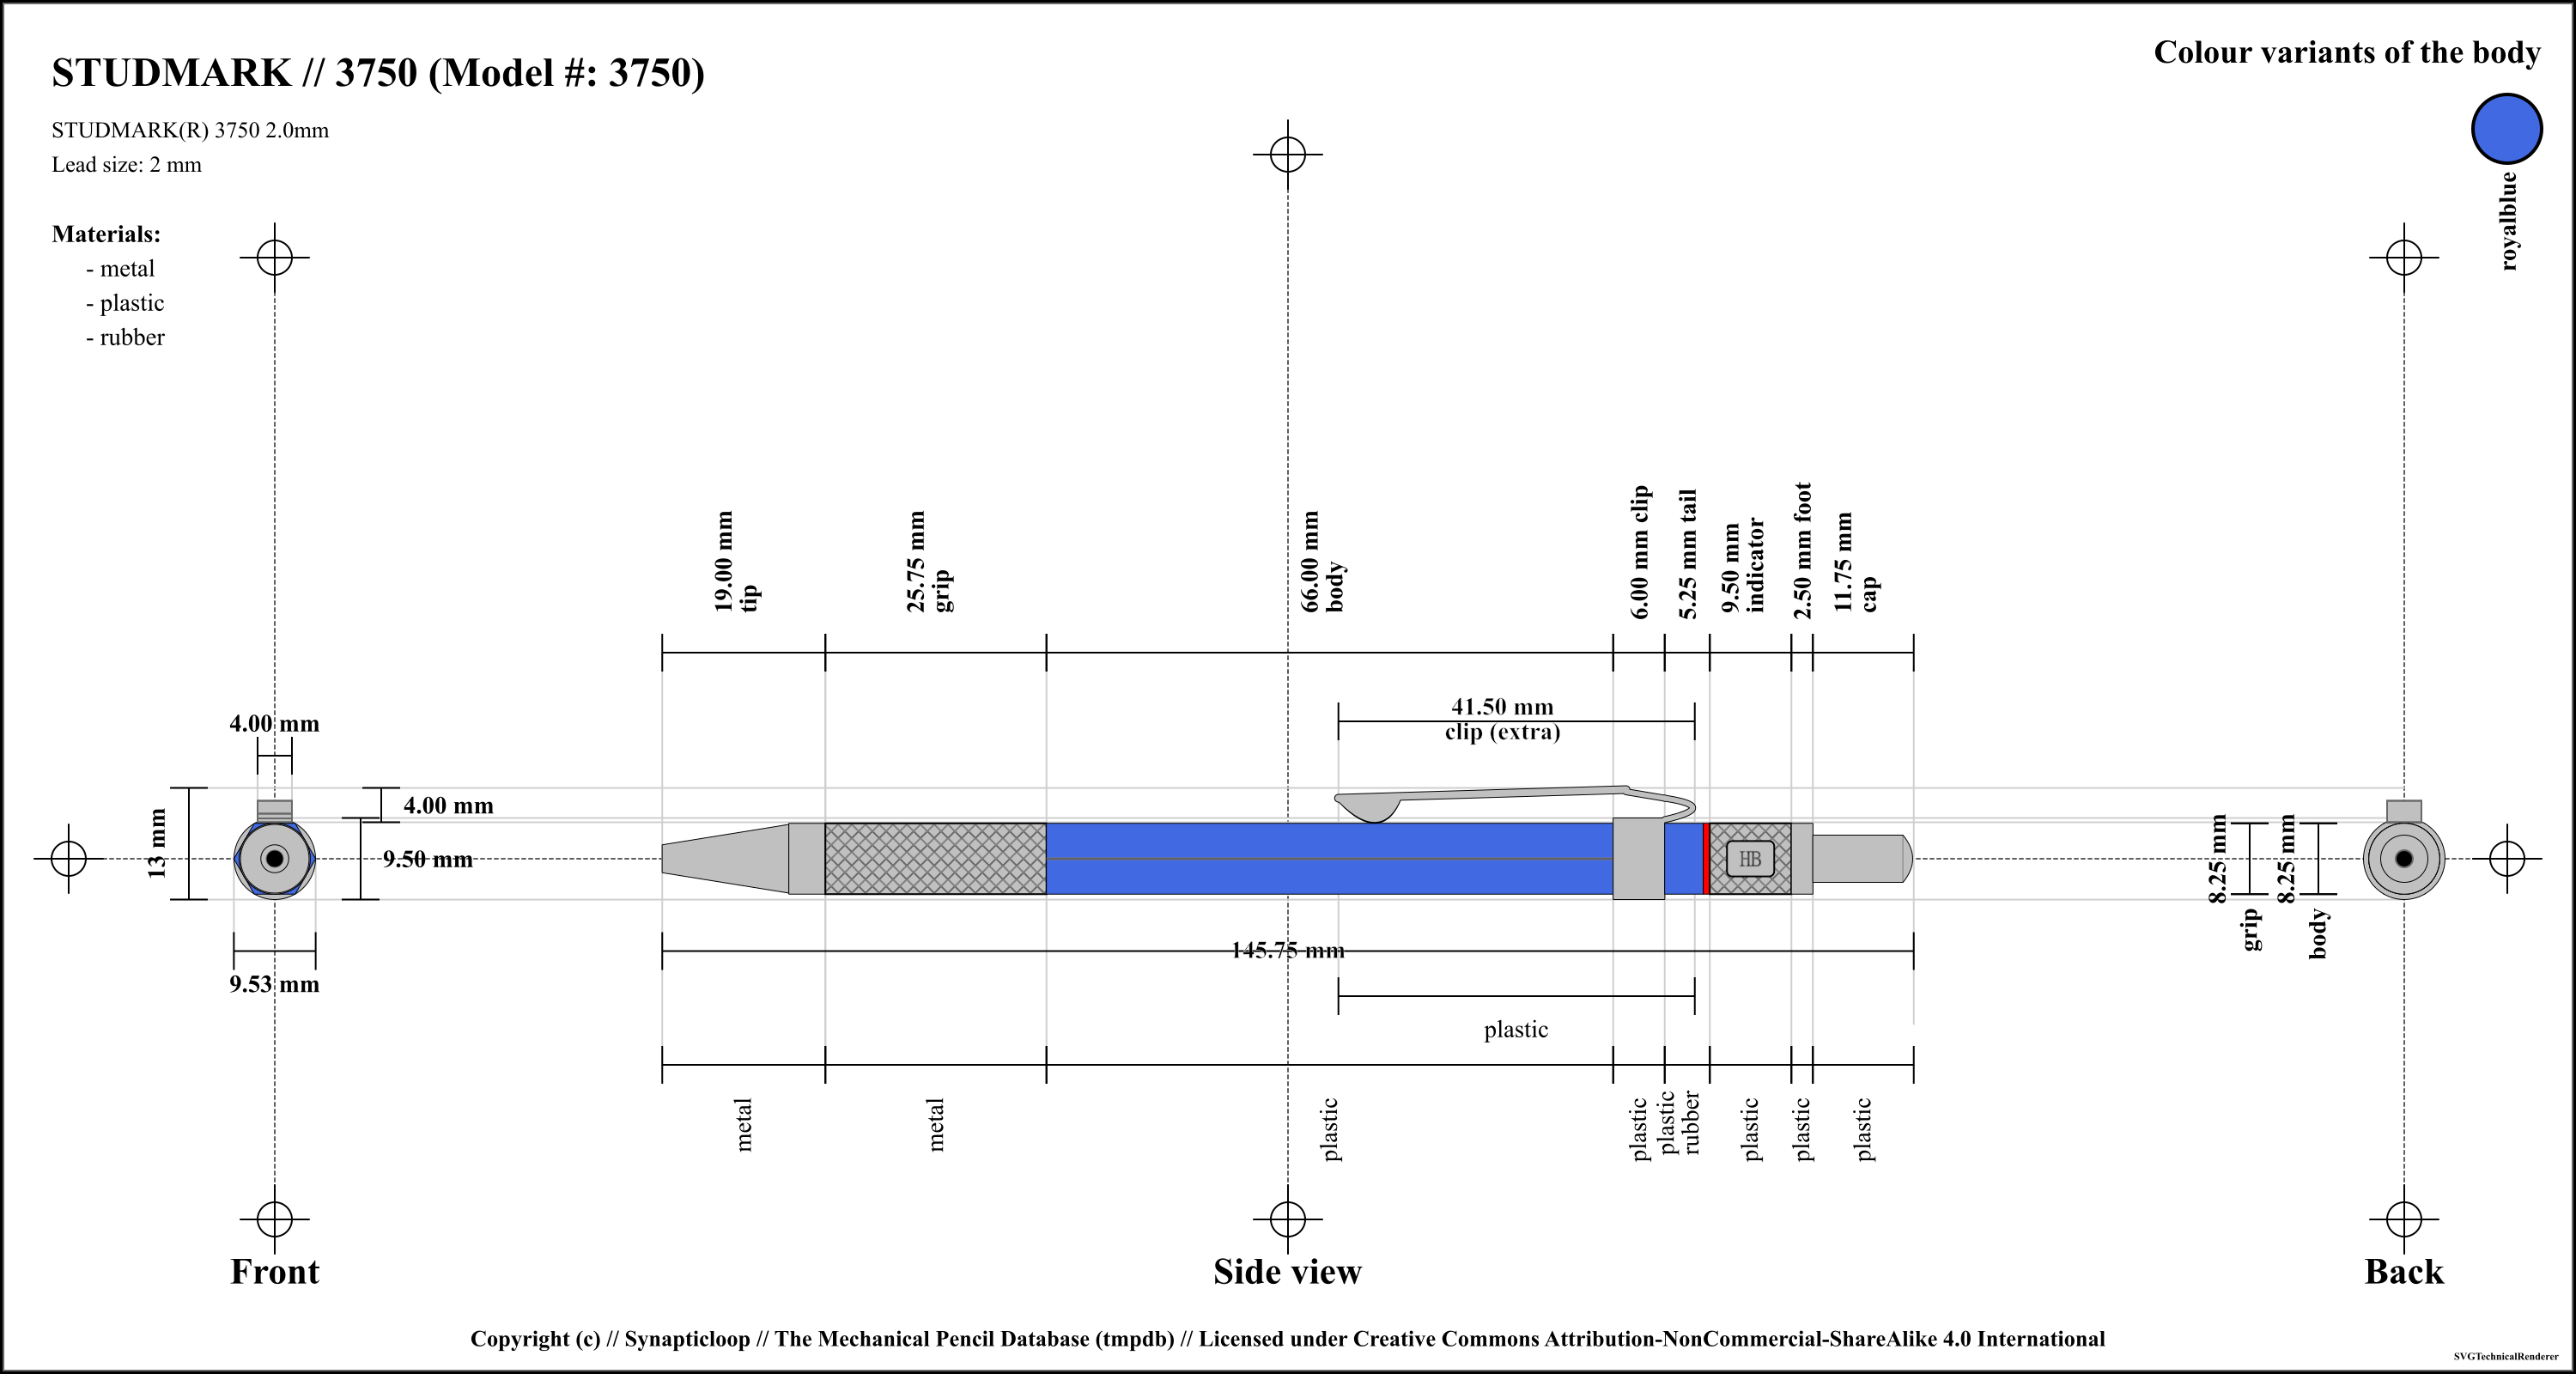 STUDMARK // 3750 (Model #: 3750)
STUDMARK(R) 3750 2.0mm
Lead size: 2 mm
Materials:
- metal
- plastic
- rubber
Colour variants of the body
royalblue
19.00 mm
tip
25.75 mm
grip
66.00 mm
body
6.00 mm clip
5.25 mm tail
9.50 mm
indicator
2.50 mm foot
11.75 mm
cap
41.50 mm
clip (extra)
4.00 mm
13 mm
4.00 mm
9.50 mm
9.53 mm
HB
8.25 mm
grip
8.25 mm
body
145.75 mm
plastic
metal
metal
plastic
plastic
plastic
rubber
plastic
plastic
plastic
Front
Side view
Back
Copyright (c) // Synapticloop // The Mechanical Pencil Database (tmpdb) // Licensed under Creative Commons Attribution-NonCommercial-ShareAlike 4.0 International
SVGTechnicalRenderer